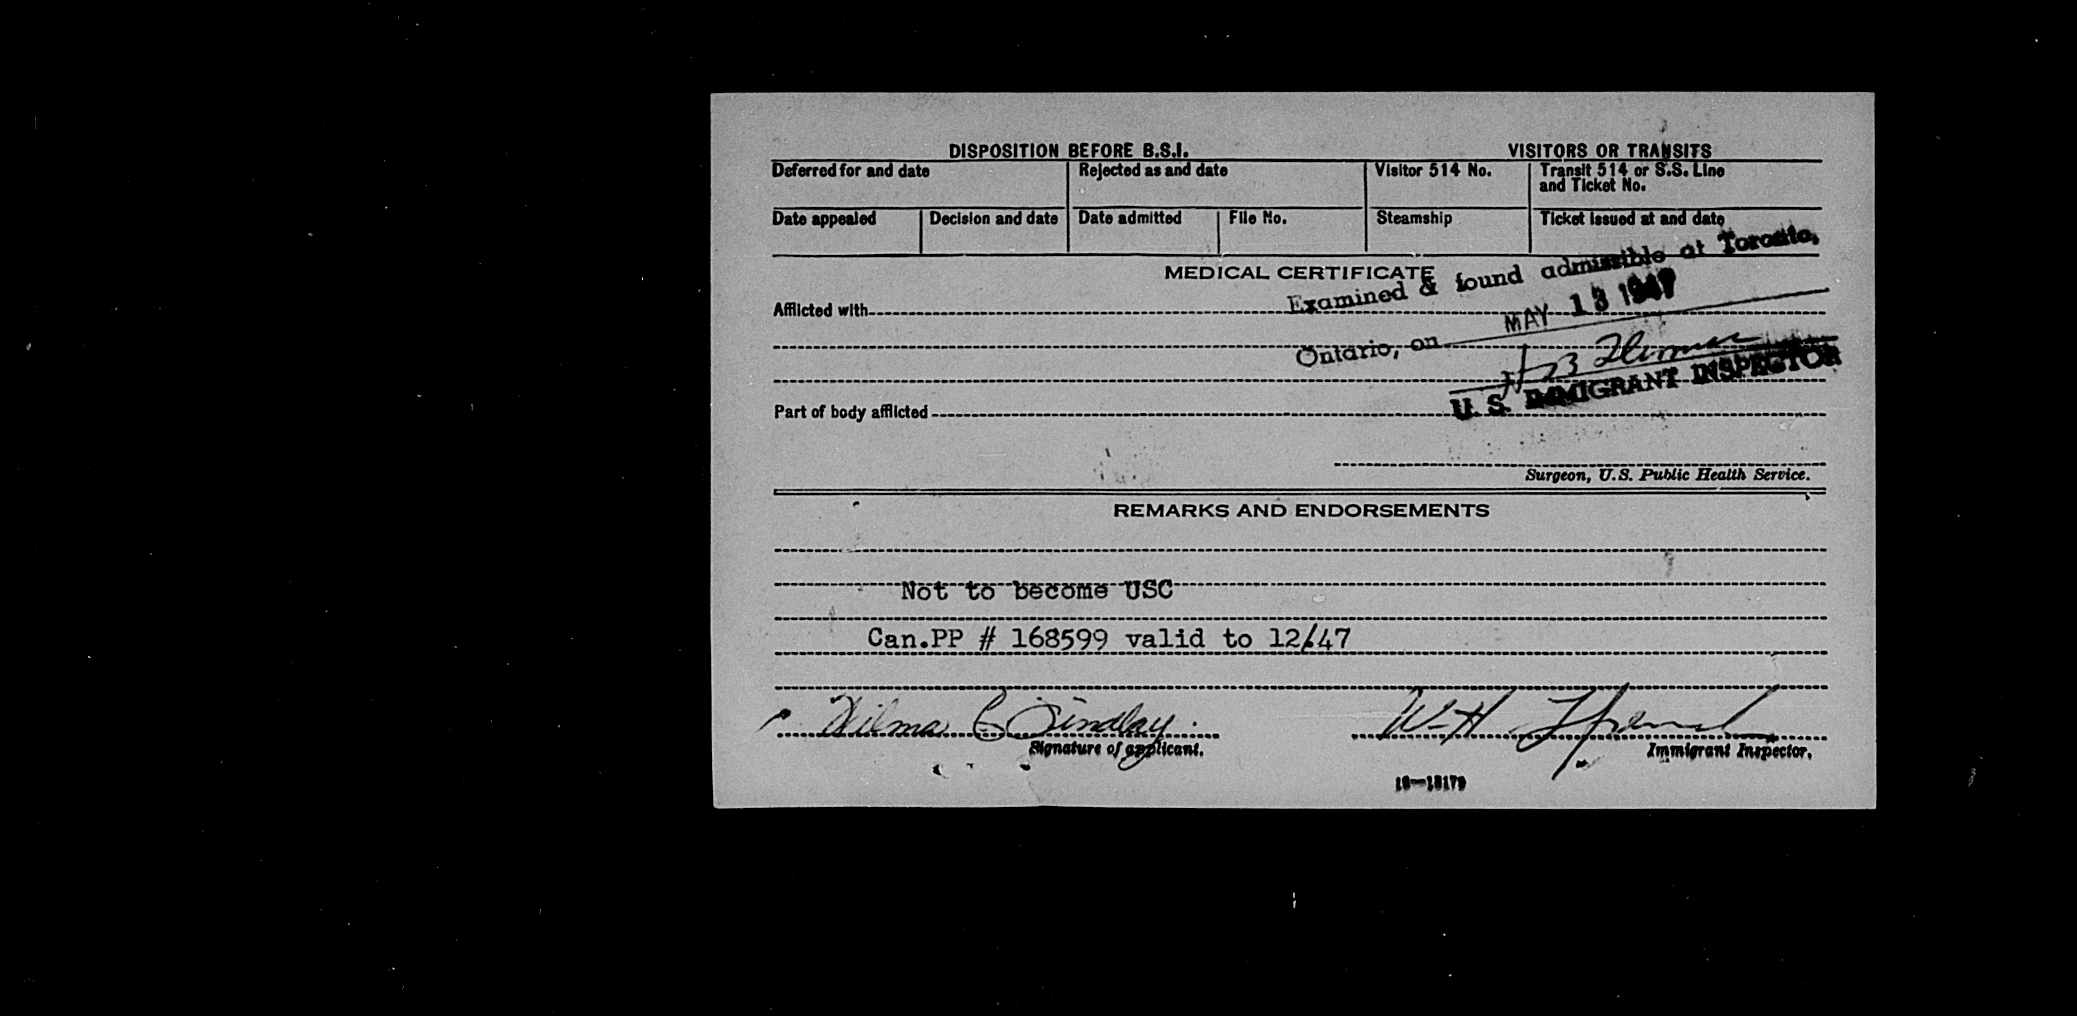 DISPOSITION BEFORE B.S.I. VISITORS OR TRANSITS
Deferred for and date Rejected as and date Visitor 514 No. Transit 514 or S.S. Line
and Ticket No.
Date appealed Decision and date Date admitted File No. Steamship Ticket issued at and date
MEDICAL CERTIFICATE
Examined & found admissible at Toronto,
Afflicted with
MAY 13 1947
Ontario, on
U. S. IMMIGRANT INSPECTOR
Part of body afflicted
Surgeon, U.S. Public Health Service.
REMARKS AND ENDORSEMENTS
Not to become USC
Can.PP # 168599 valid to 12/47
Wilma C Findlay. W H
Signature of applicant. Immigrant Inspector.
16—13179